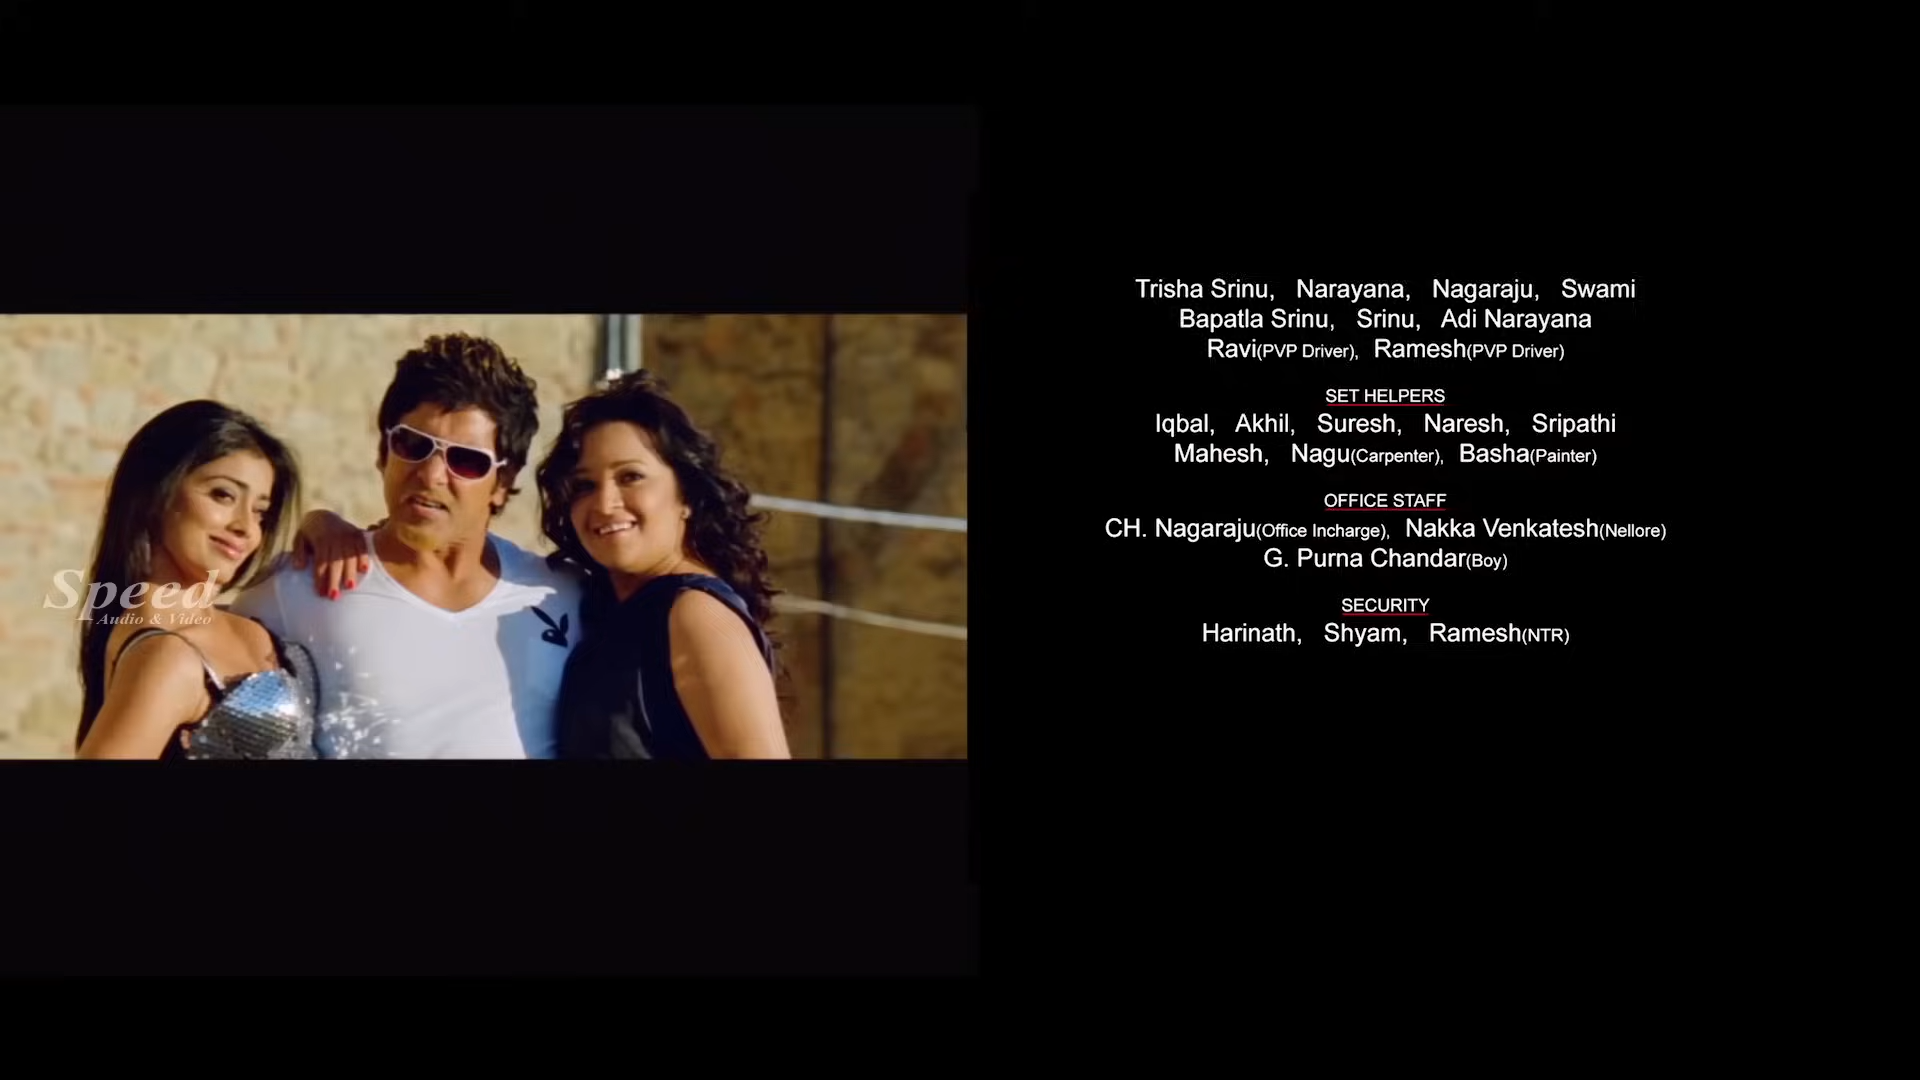 Trisha Srinu, Narayana, Nagaraju, Swami
Bapatla Srinu, Srinu, Adi Narayana
Ravi(PVP Driver), Ramesh(PVP Driver)
SET HELPERS
Iqbal, Akhil, Suresh, Naresh, Sripathi
Mahesh, Nagu(Carpenter), Basha(Painter)
OFFICE STAFF
CH. Nagaraju(Office Incharge), Nakka Venkatesh(Nellore)
G. Purna Chandar(Boy)
SECURITY
Harinath, Shyam, Ramesh(NTR)
Speed
Audio & Video